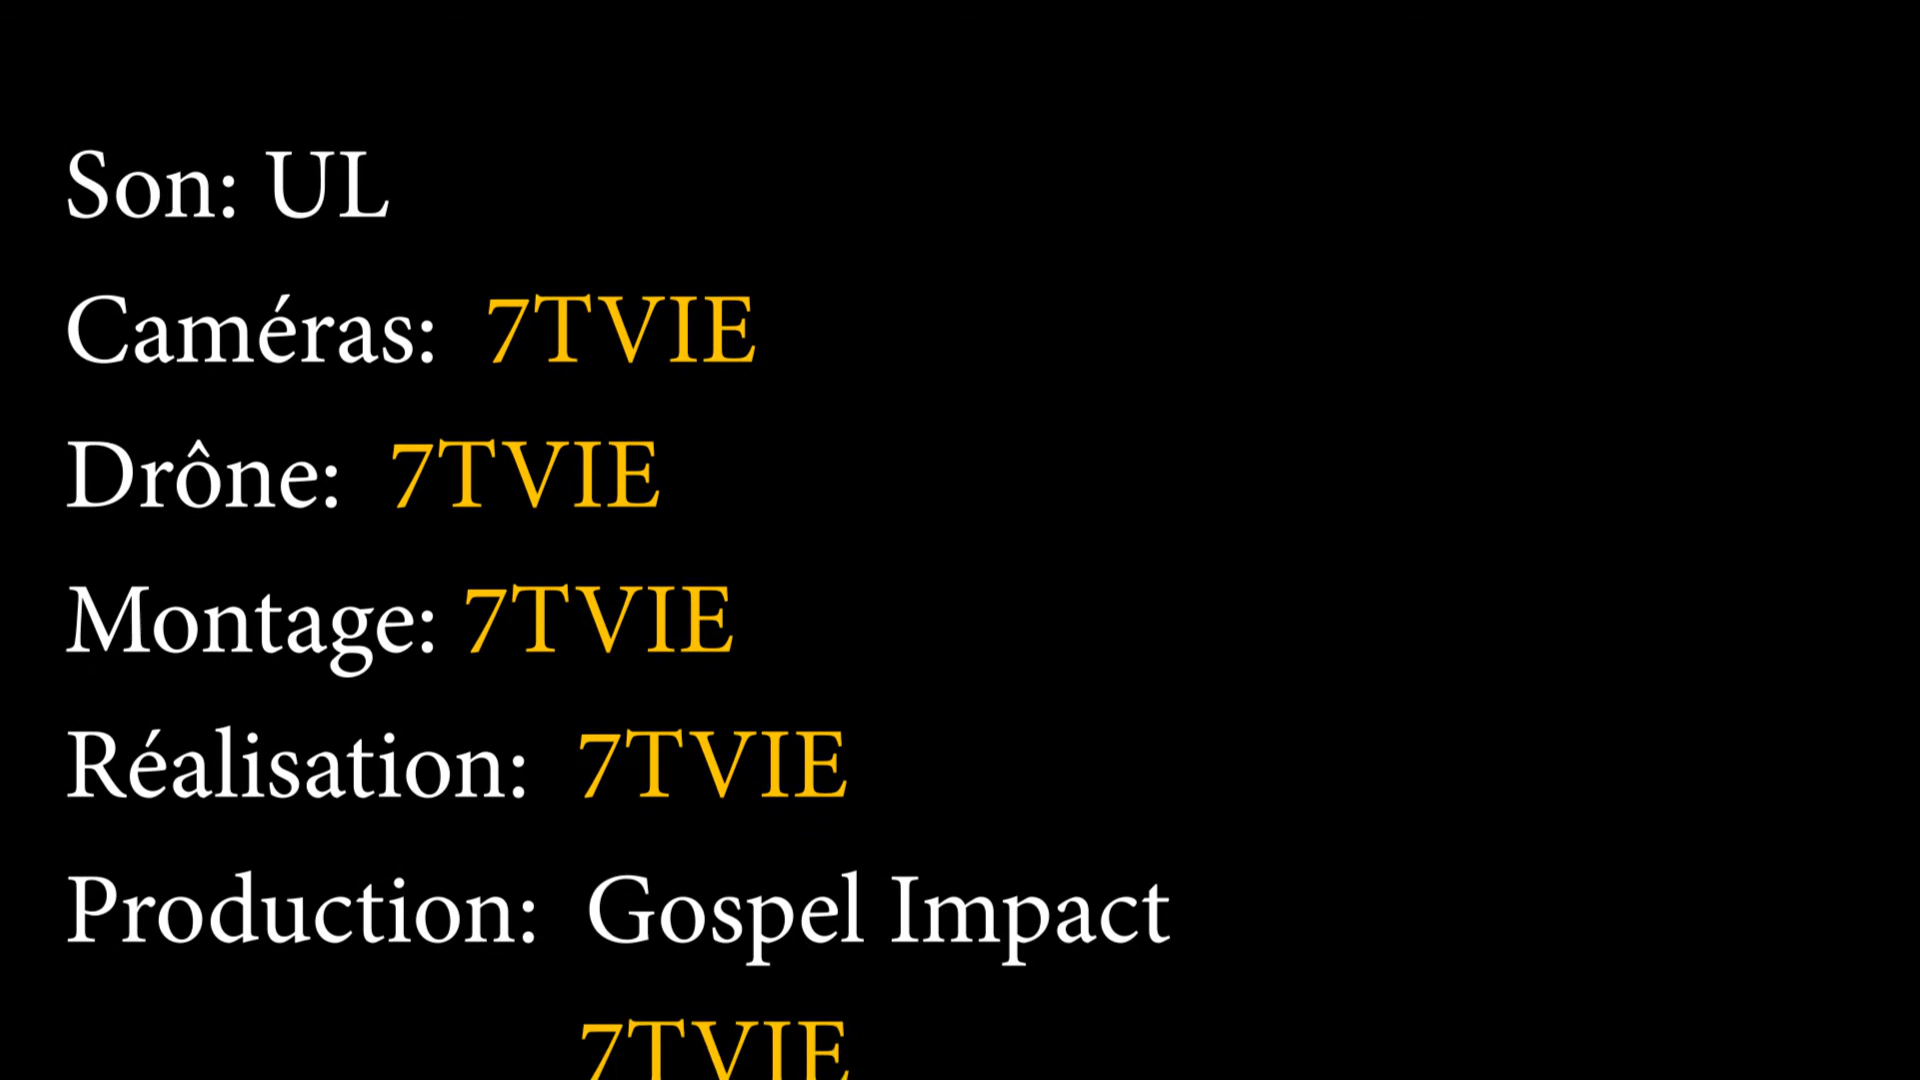 Son: UL
Caméras: 7TVIE
Drône: 7TVIE
Montage: 7TVIE
Réalisation: 7TVIE
Production: Gospel Impact
7TVIE